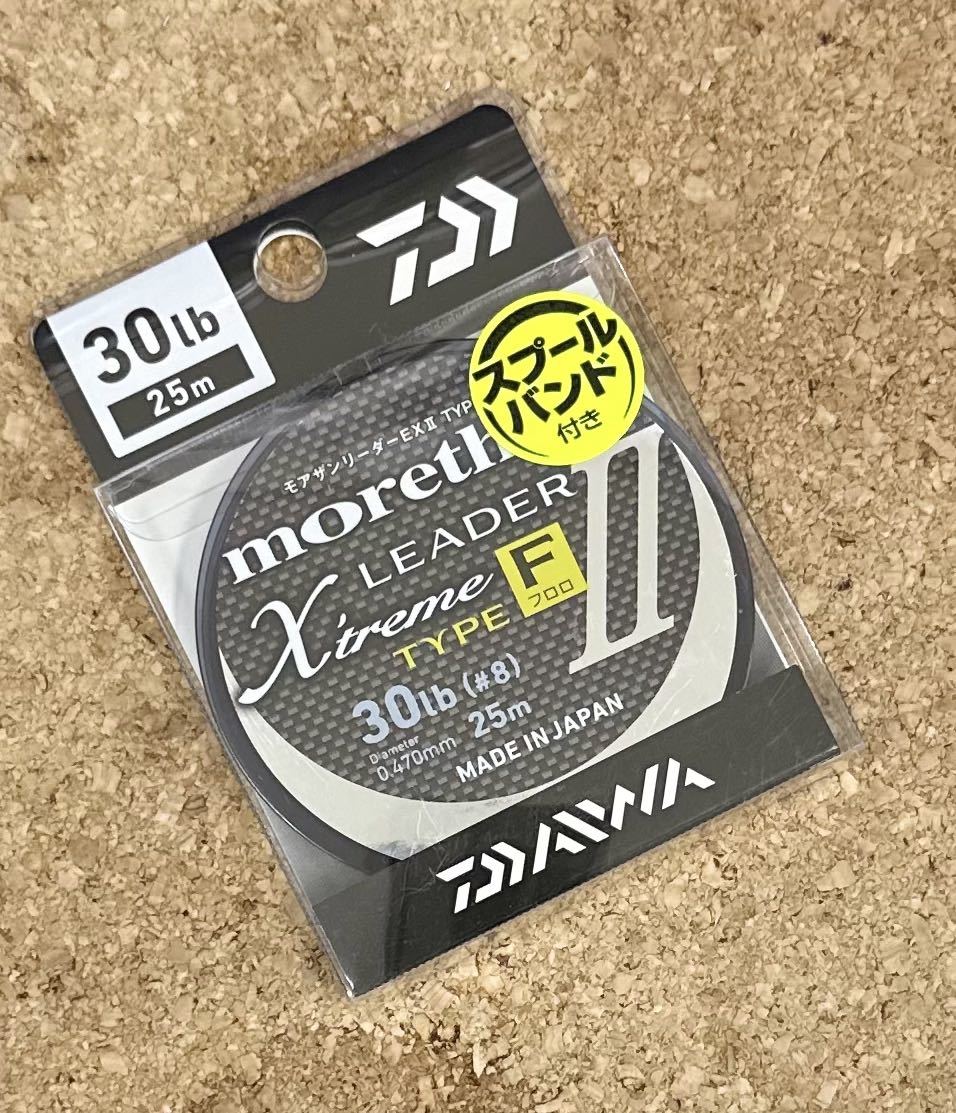 30lb
25m
スプール
バンド
付き
モアザンリーダーEXⅡ TYP
moreth
LEADER
X'treme
TYPE F
フロロ
II
30lb (#8)
Diameter
0.470mm 25m
MADE IN JAPAN
DAIWA